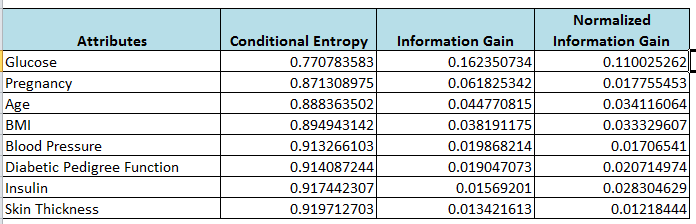 Attributes Conditional Entropy Information Gain Normalized Information Gain
Glucose 0.770783583 0.162350734 0.110025262
Pregnancy 0.871308975 0.061825342 0.017755453
Age 0.888363502 0.044770815 0.034116064
BMI 0.894943142 0.038191175 0.033329607
Blood Pressure 0.913266103 0.019868214 0.01706541
Diabetic Pedigree Function 0.914087244 0.019047073 0.020714974
Insulin 0.917442307 0.01569201 0.028304629
Skin Thickness 0.919712703 0.013421613 0.01218444